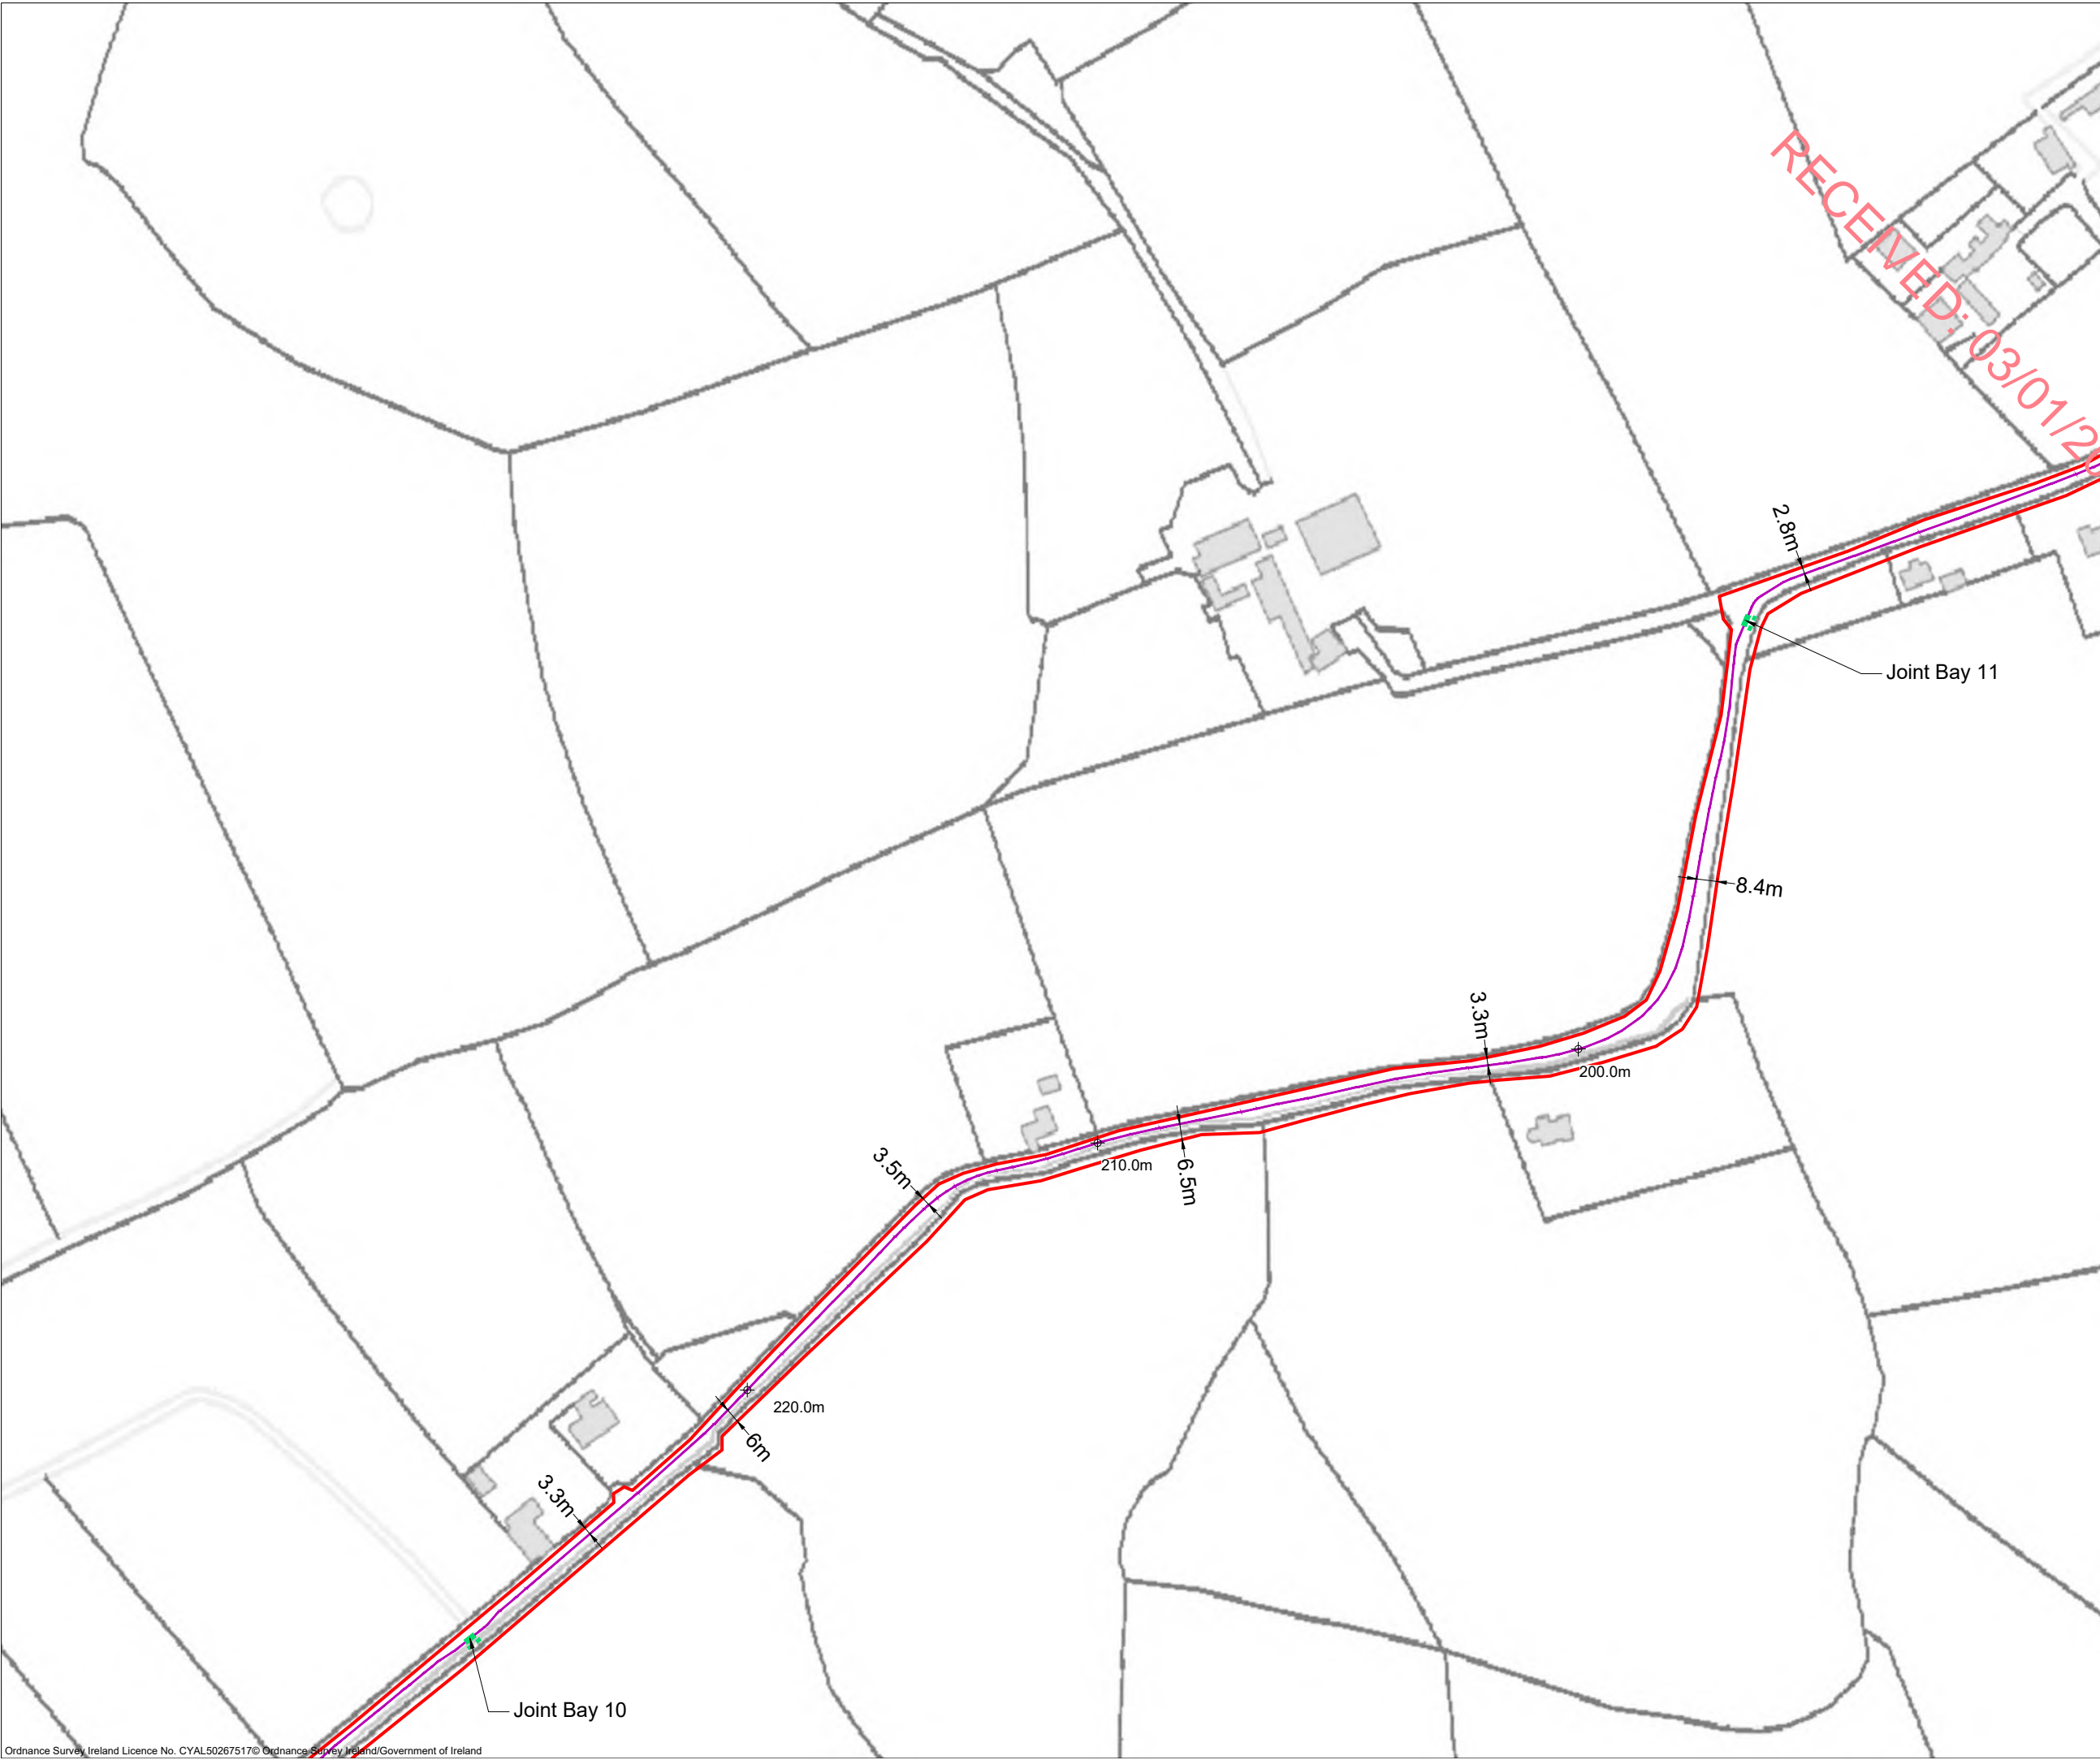 RECEIVED: 03/01/20
2.8m
Joint Bay 11
8.4m
3.3m
200.0m
210.0m
6.5m
3.5m
220.0m
6m
3.3m
Joint Bay 10
Ordnance Survey Ireland Licence No. CYAL50267517© Ordnance Survey Ireland/Government of Ireland